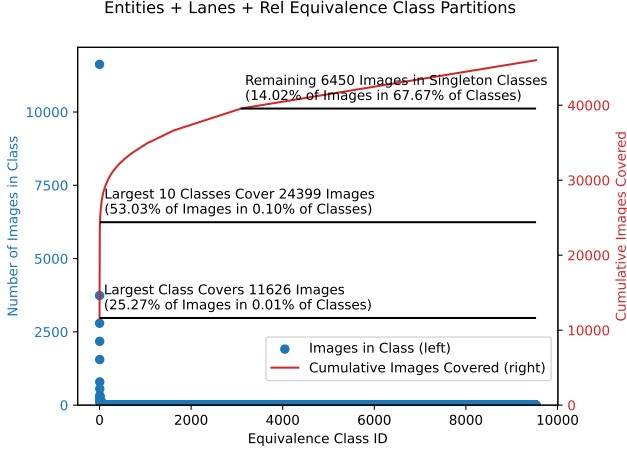 Entities + Lanes + Rel Equivalence Class Partitions
Number of Images in Class
10000
7500
5000
2500
0
Remaining 6450 Images in Singleton Classes
(14.02% of Images in 67.67% of Classes)
Largest 10 Classes Cover 24399 Images
(53.03% of Images in 0.10% of Classes)
Largest Class Covers 11626 Images
(25.27% of Images in 0.01% of Classes)
Images in Class (left)
Cumulative Images Covered (right)
40000
30000
20000
10000
0
Cumulative Images Covered
0 2000 4000 6000 8000 10000
Equivalence Class ID